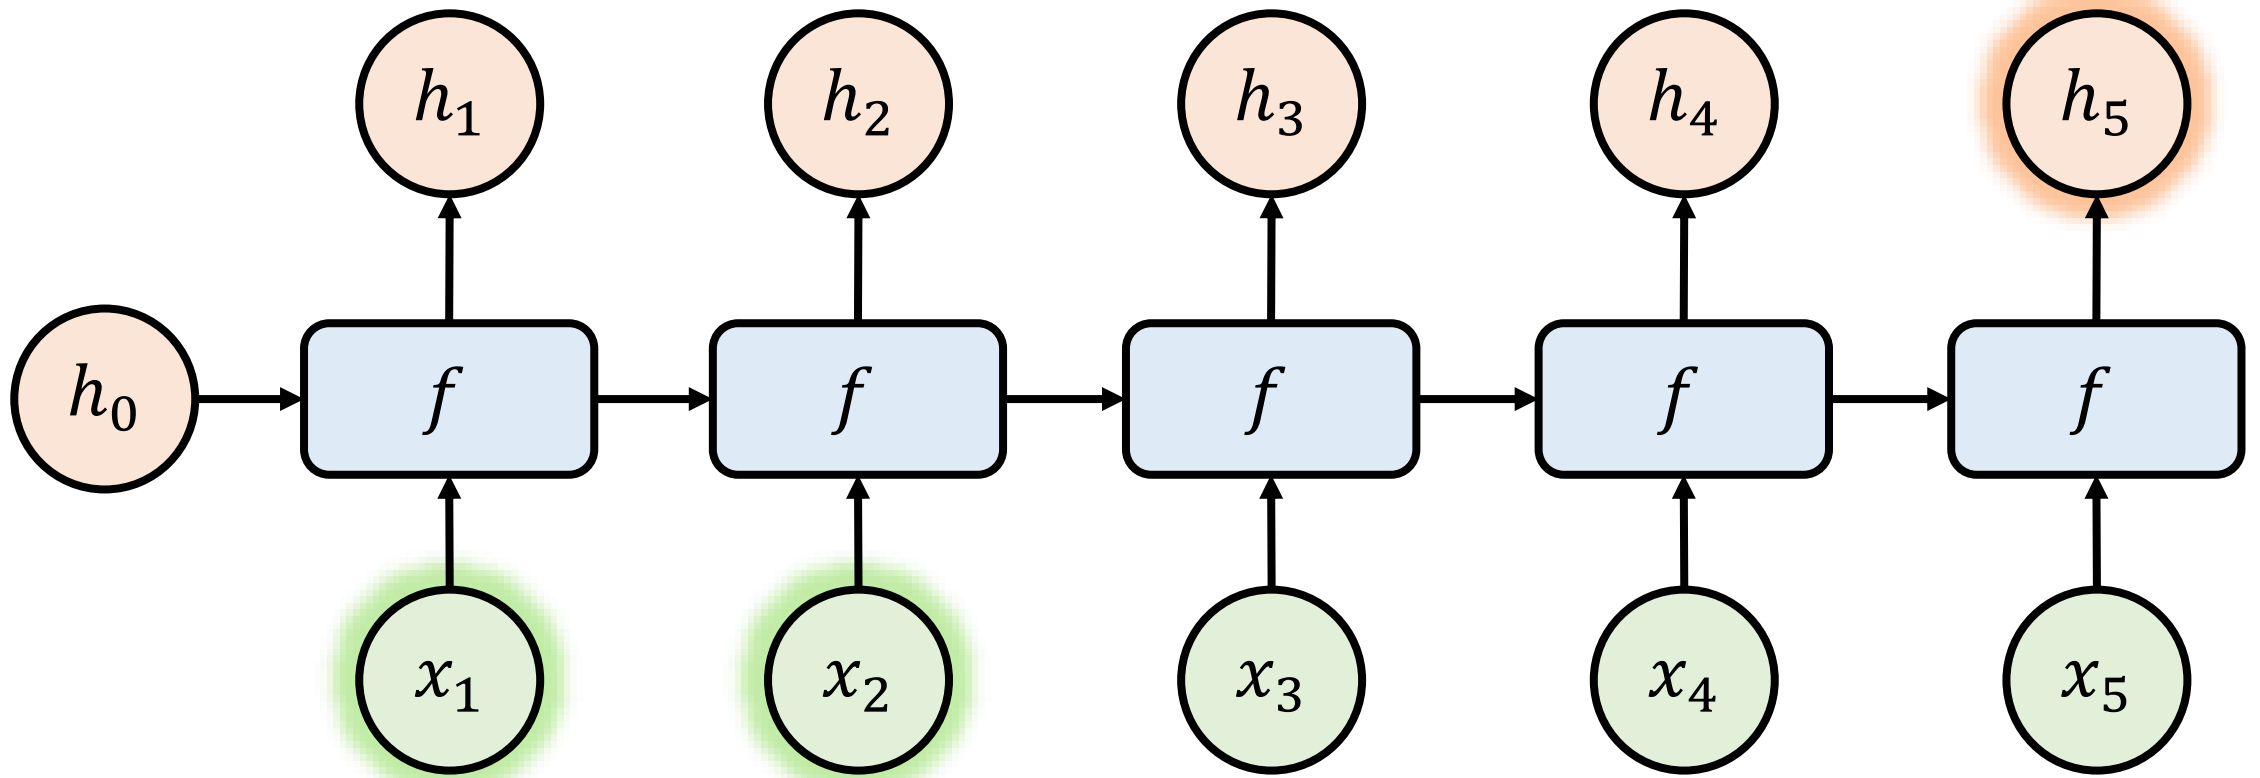 h₁ h₂ h₃ h₄ h₅
h₀ f f f f f
x₁ x₂ x₃ x₄ x₅